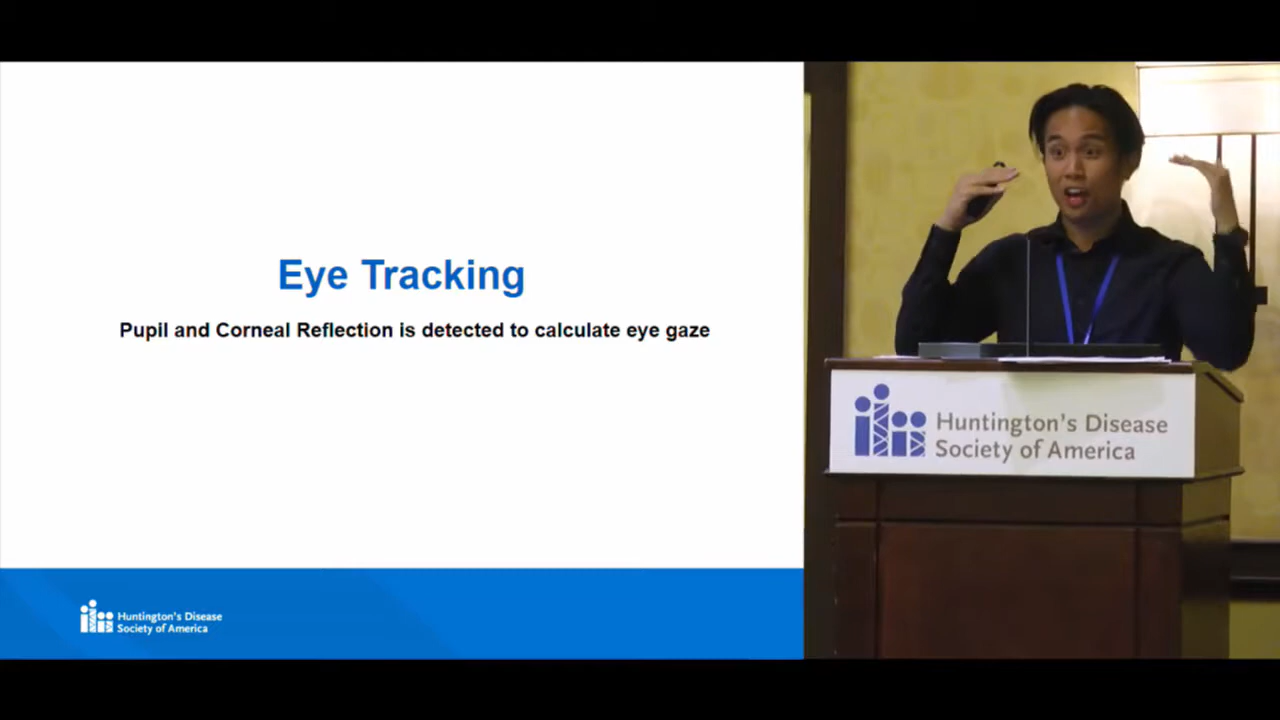 Eye Tracking
Pupil and Corneal Reflection is detected to calculate eye gaze
Huntington's Disease
Society of America
Huntington's Disease
Society of America